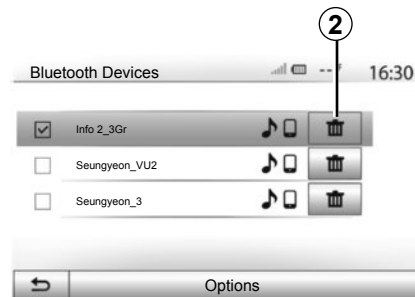 2
Bluetooth Devices 16:30
Info 2_3Gr
Seungyeon_VU2
Seungyeon_3
Options